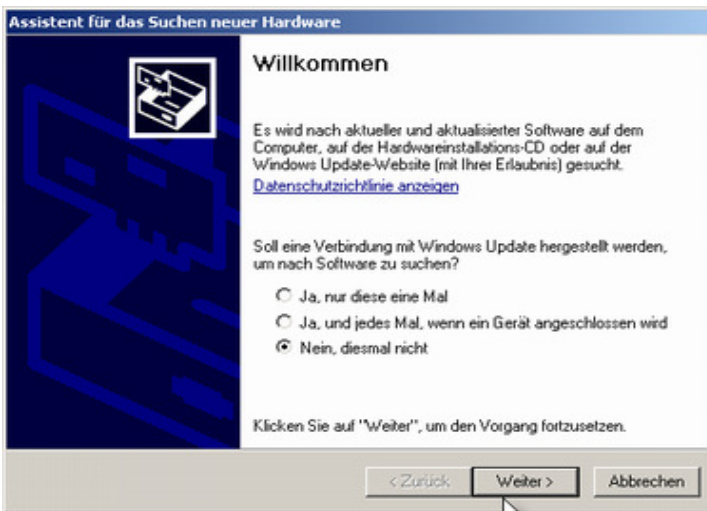 Assistent für das Suchen neuer Hardware
Willkommen
Es wird nach aktueller und aktualisierter Software auf dem
Computer, auf der Hardwareinstallations-CD oder auf der
Windows Update-Website (mit Ihrer Erlaubnis) gesucht.
Datenschutzrichtlinie anzeigen
Soll eine Verbindung mit Windows Update hergestellt werden,
um nach Software zu suchen?
Ja, nur diese eine Mal
Ja, und jedes Mal, wenn ein Gerät angeschlossen wird
Nein, diesmal nicht
Klicken Sie auf "Weiter", um den Vorgang fortzusetzen.
< Zurück Weiter > Abbrechen